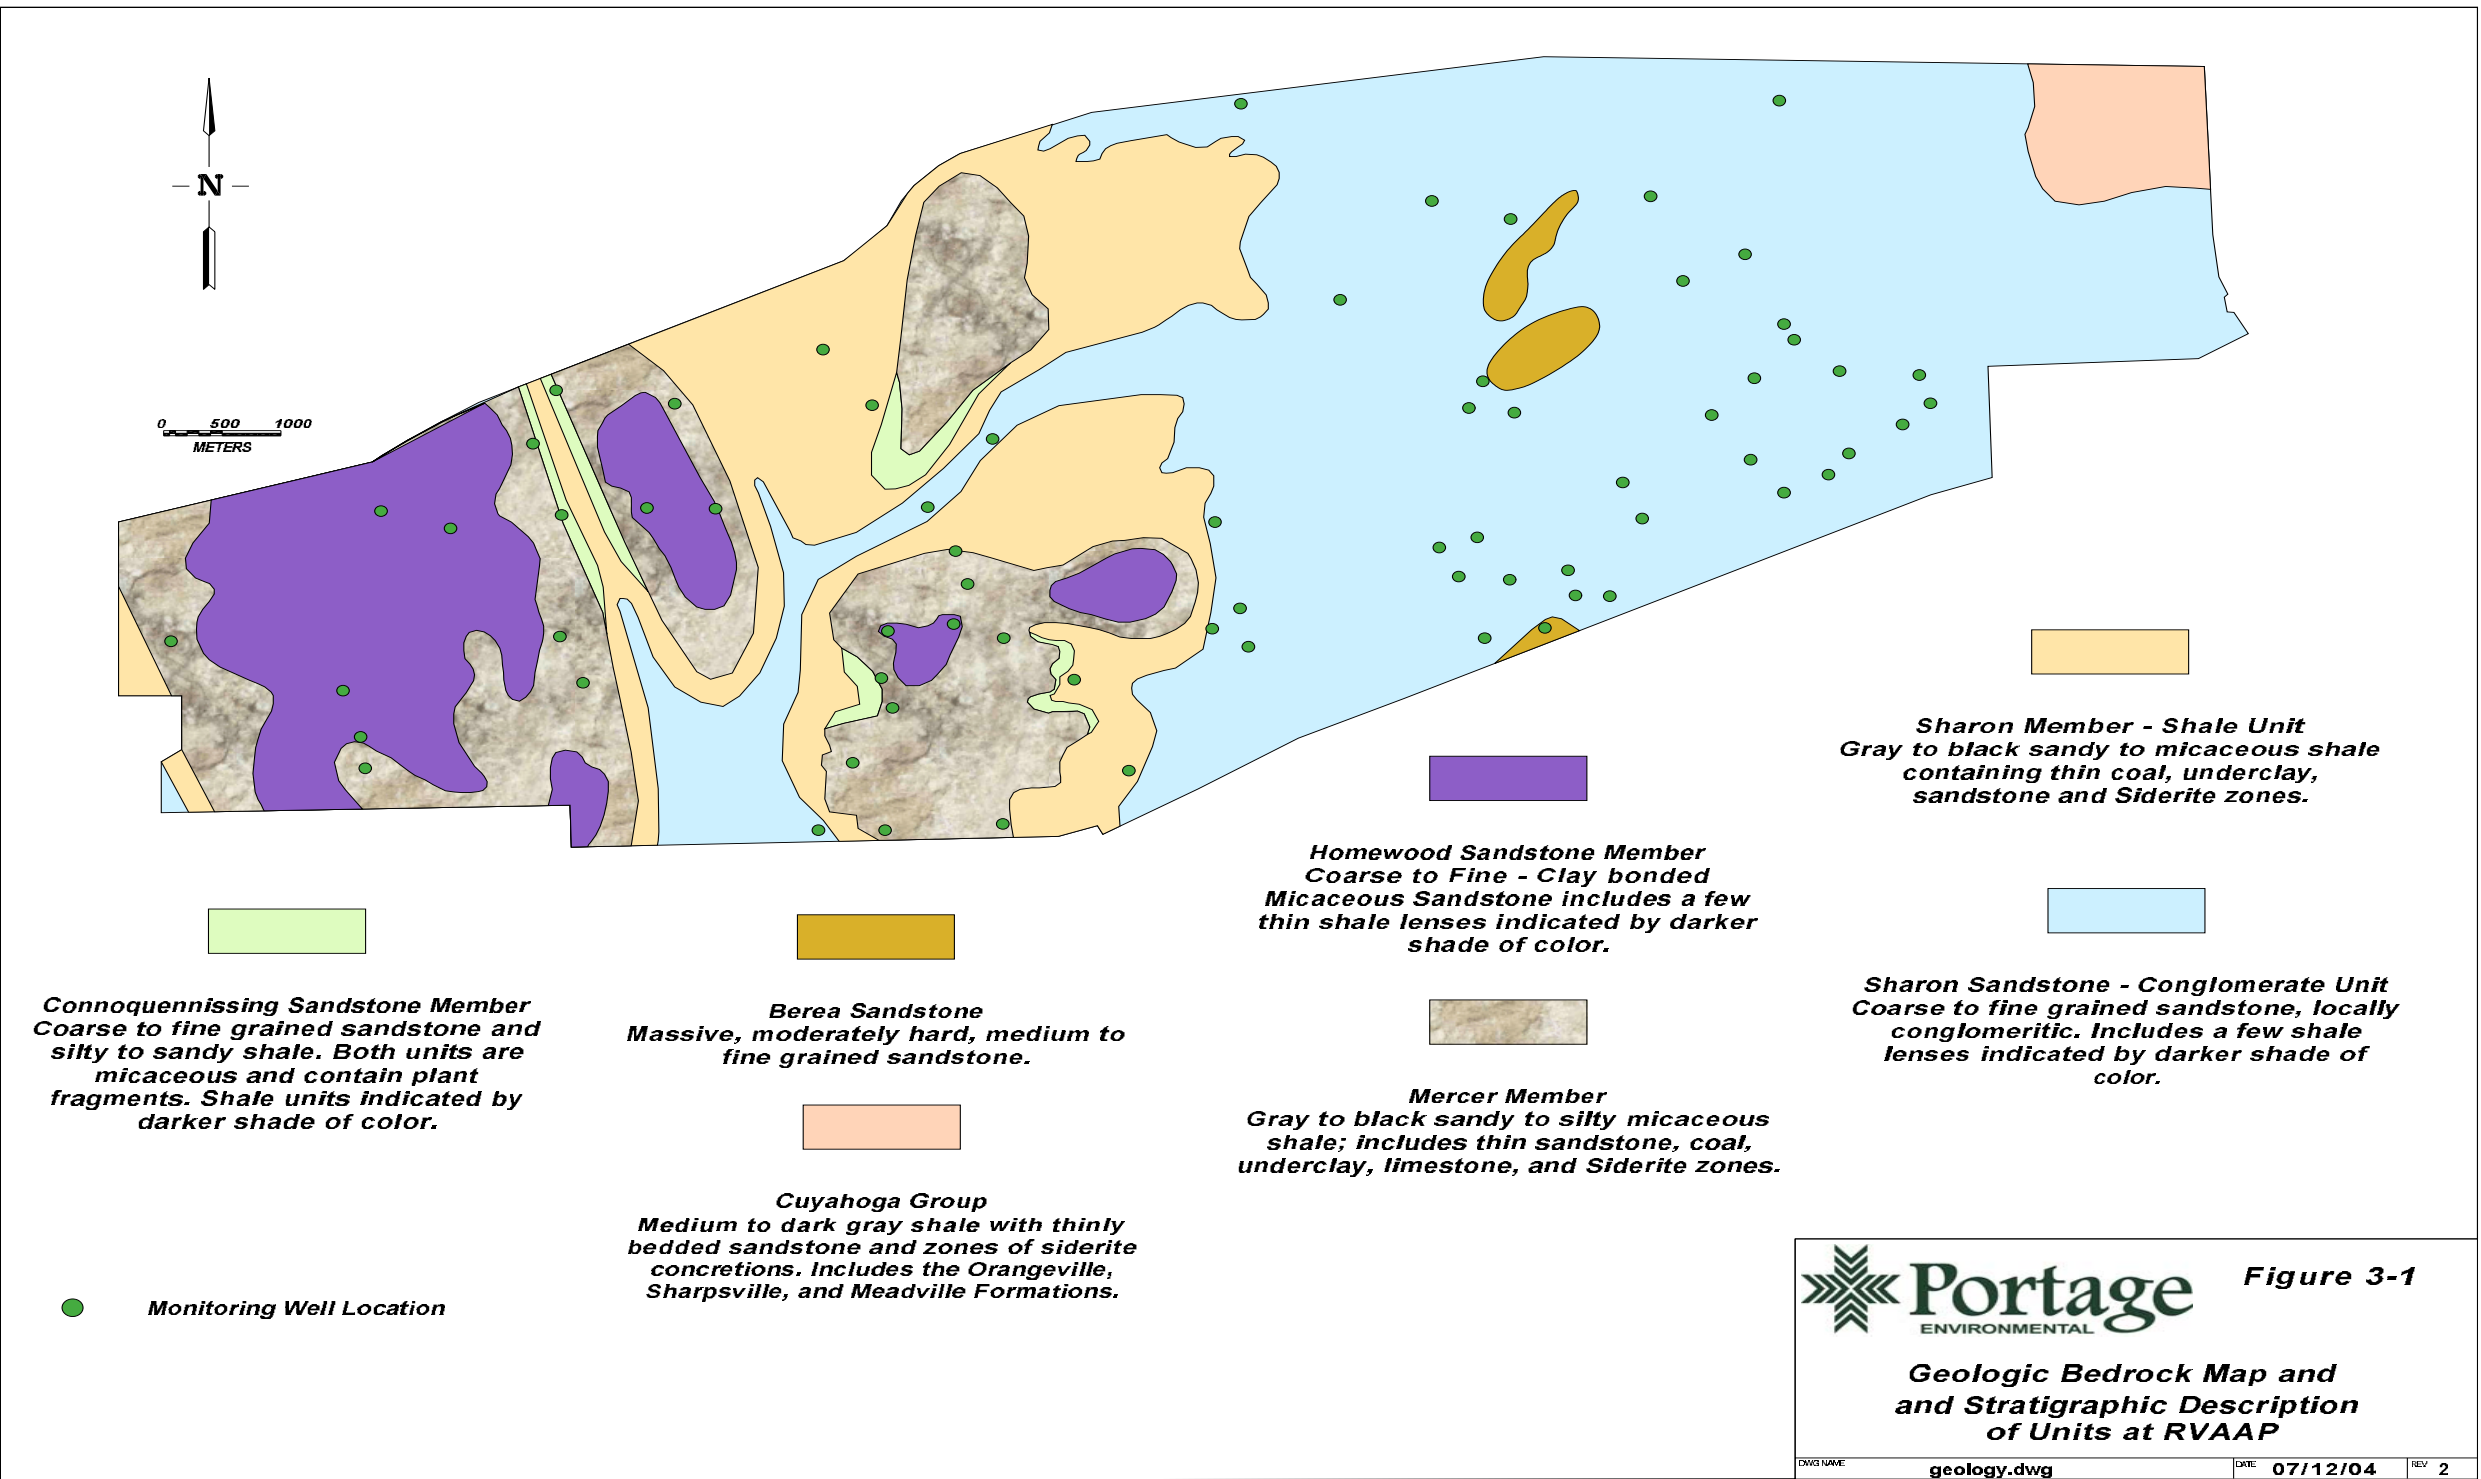 N
0 500 1000
METERS
Sharon Member - Shale Unit
Gray to black sandy to micaceous shale
containing thin coal, underclay,
sandstone and Siderite zones.
Homewood Sandstone Member
Coarse to Fine - Clay bonded
Micaceous Sandstone includes a few
thin shale lenses indicated by darker
shade of color.
Sharon Sandstone - Conglomerate Unit
Coarse to fine grained sandstone, locally
conglomeritic. Includes a few shale
lenses indicated by darker shade of
color.
Connoquennissing Sandstone Member
Coarse to fine grained sandstone and
silty to sandy shale. Both units are
micaceous and contain plant
fragments. Shale units indicated by
darker shade of color.
Berea Sandstone
Massive, moderately hard, medium to
fine grained sandstone.
Mercer Member
Gray to black sandy to silty micaceous
shale; includes thin sandstone, coal,
underclay, limestone, and Siderite zones.
Cuyahoga Group
Medium to dark gray shale with thinly
bedded sandstone and zones of siderite
concretions. Includes the Orangeville,
Sharpsville, and Meadville Formations.
Monitoring Well Location
Portage
ENVIRONMENTAL
Figure 3-1
Geologic Bedrock Map and
and Stratigraphic Description
of Units at RVAAP
DWG NAME geology.dwg DATE 07/12/04 REV 2